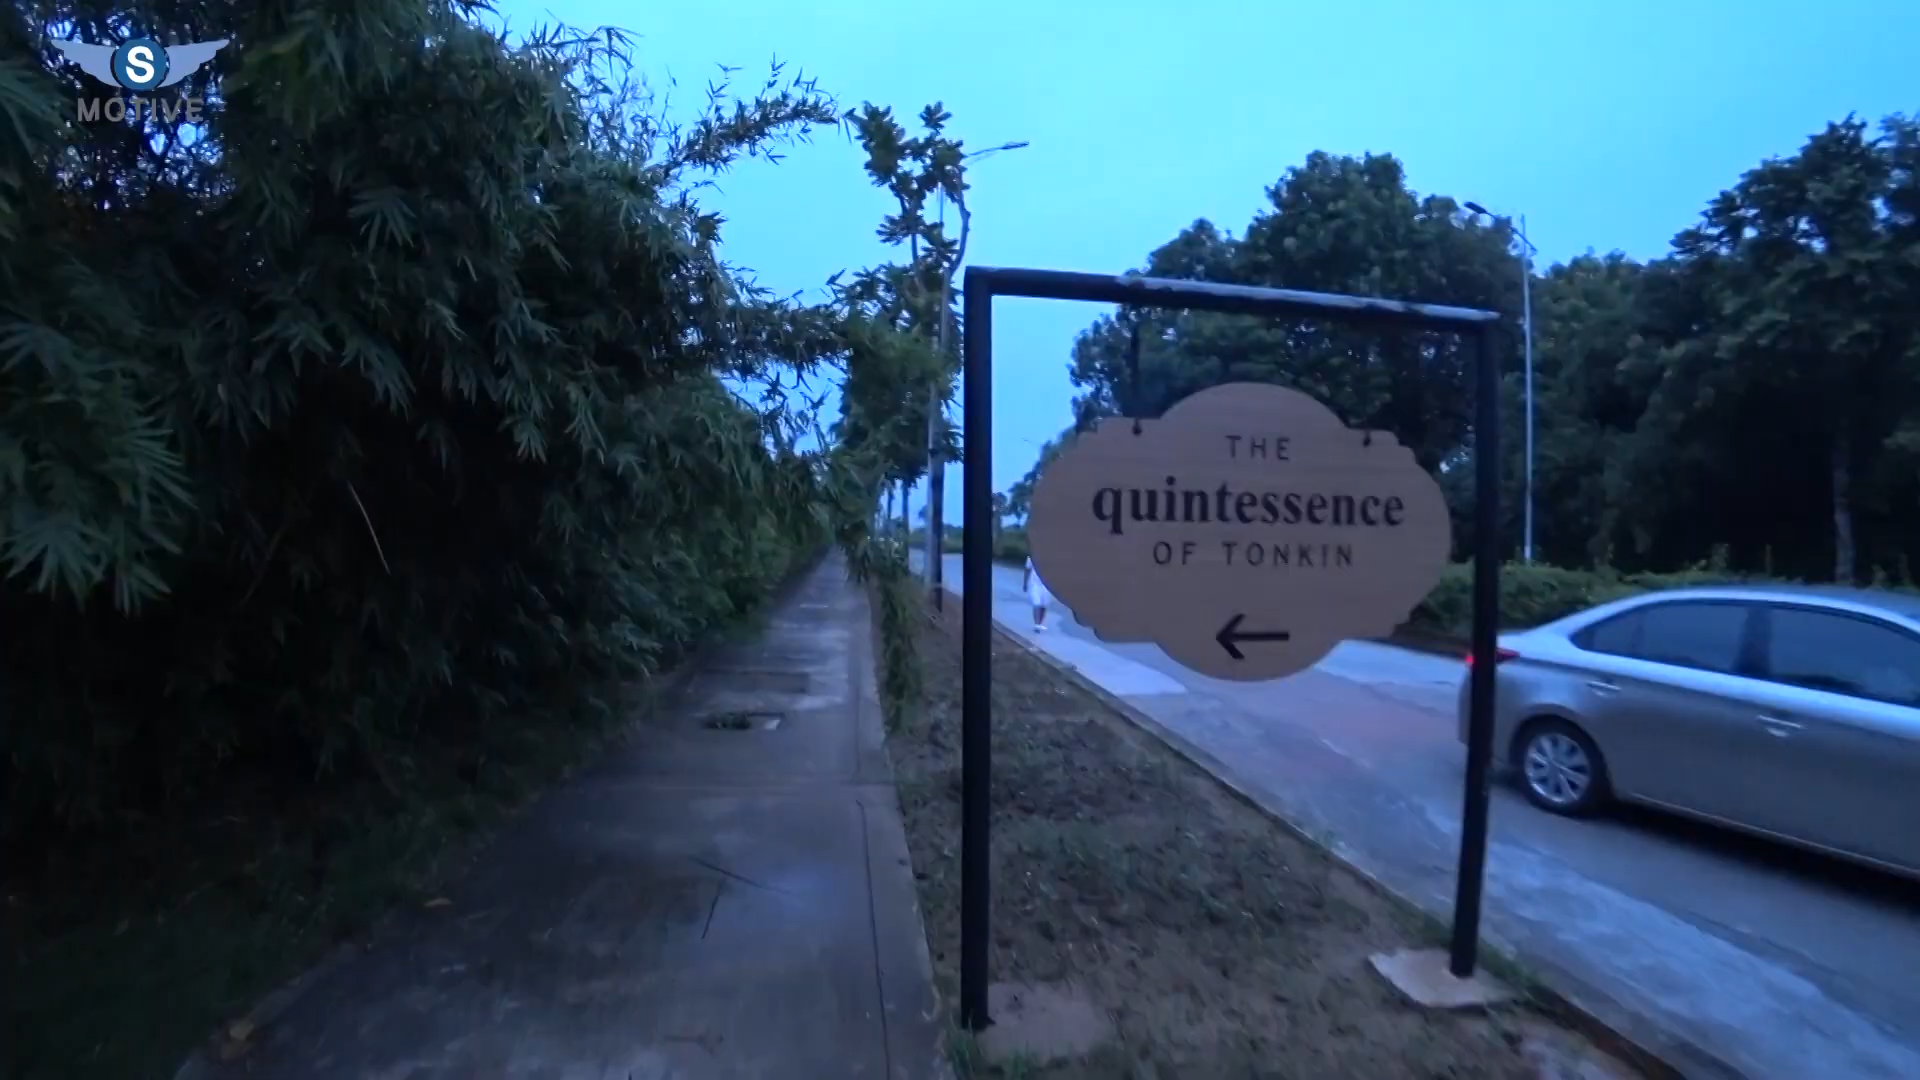 S
MOTIVE
THE
quintessence
OF TONKIN
←